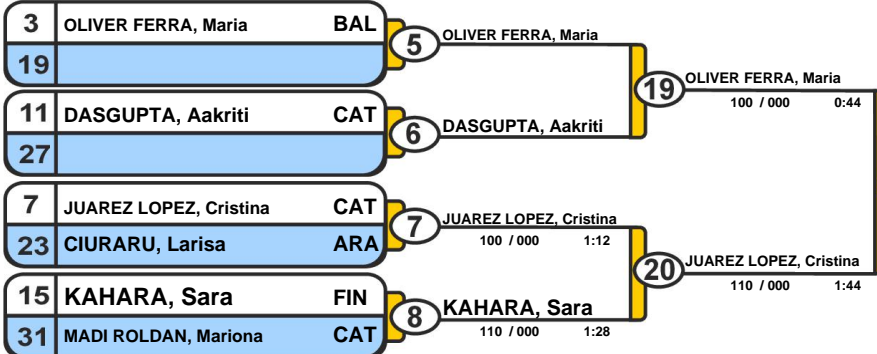 3 OLIVER FERRA, Maria BAL
19
5
OLIVER FERRA, Maria
11 DASGUPTA, Aakriti CAT
27
6
DASGUPTA, Aakriti
19
OLIVER FERRA, Maria
100 / 000 0:44
7 JUAREZ LOPEZ, Cristina CAT
23 CIURARU, Larisa ARA
7
JUAREZ LOPEZ, Cristina
100 / 000 1:12
15 KAHARA, Sara FIN
31 MADI ROLDAN, Mariona CAT
8
KAHARA, Sara
110 / 000 1:28
20
JUAREZ LOPEZ, Cristina
110 / 000 1:44